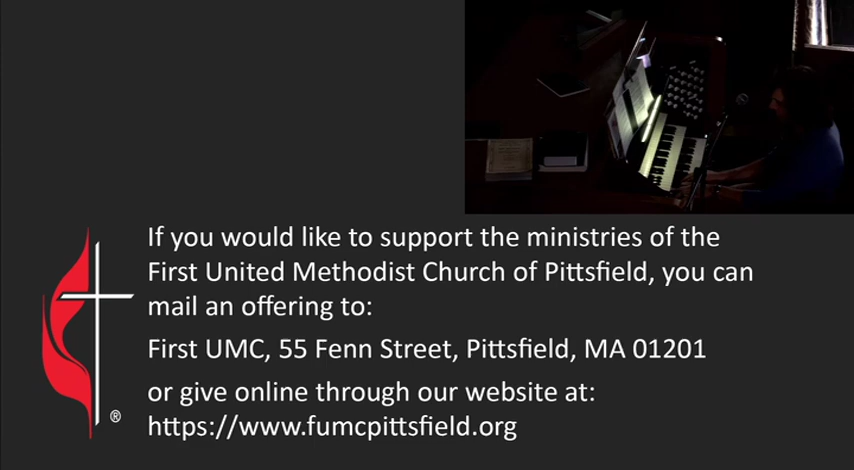 If you would like to support the ministries of the
First United Methodist Church of Pittsfield, you can
mail an offering to:
First UMC, 55 Fenn Street, Pittsfield, MA 01201
or give online through our website at:
®
https://www.fumcpittsfield.org